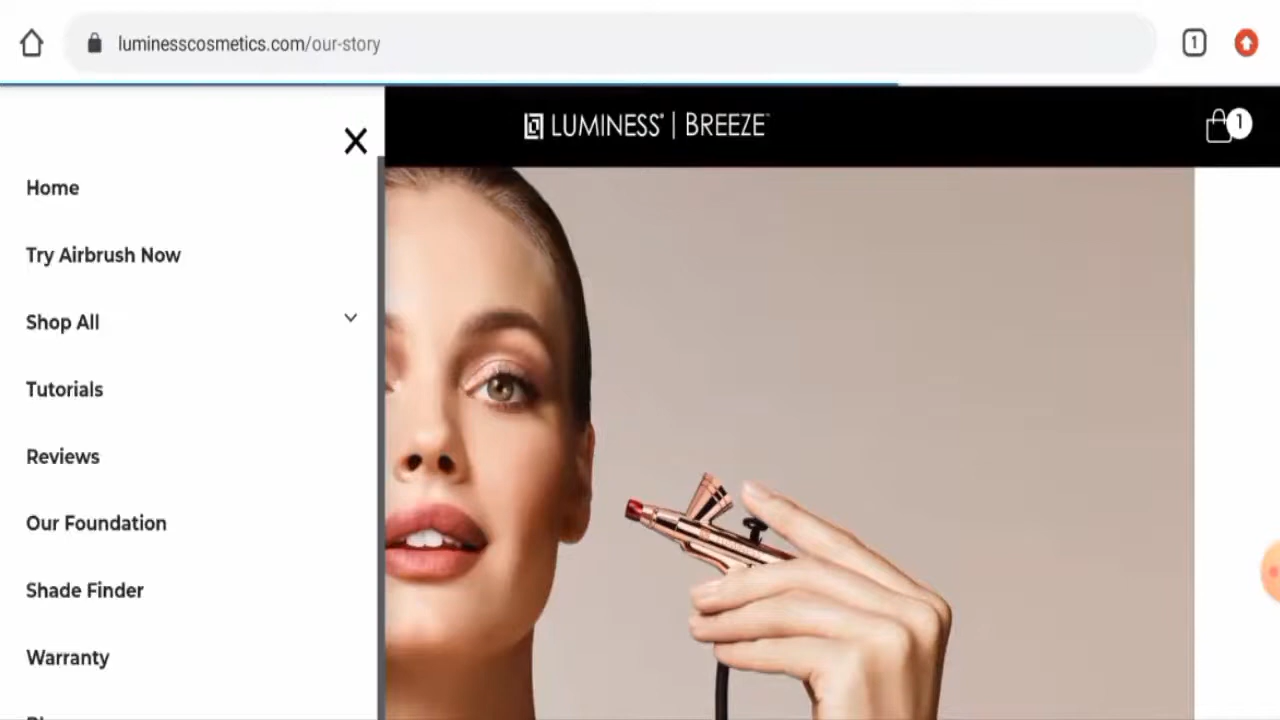 luminesscosmetics.com/our-story
1
LUMINESS® | BREEZE™
1
Home
Try Airbrush Now
Shop All
Tutorials
Reviews
Our Foundation
Shade Finder
Warranty